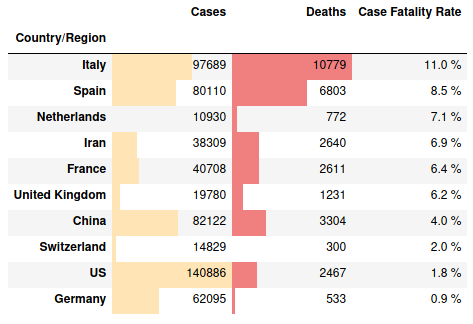 Cases Deaths Case Fatality Rate
Country/Region
Italy 97689 10779 11.0 %
Spain 80110 6803 8.5 %
Netherlands 10930 772 7.1 %
Iran 38309 2640 6.9 %
France 40708 2611 6.4 %
United Kingdom 19780 1231 6.2 %
China 82122 3304 4.0 %
Switzerland 14829 300 2.0 %
US 140886 2467 1.8 %
Germany 62095 533 0.9 %